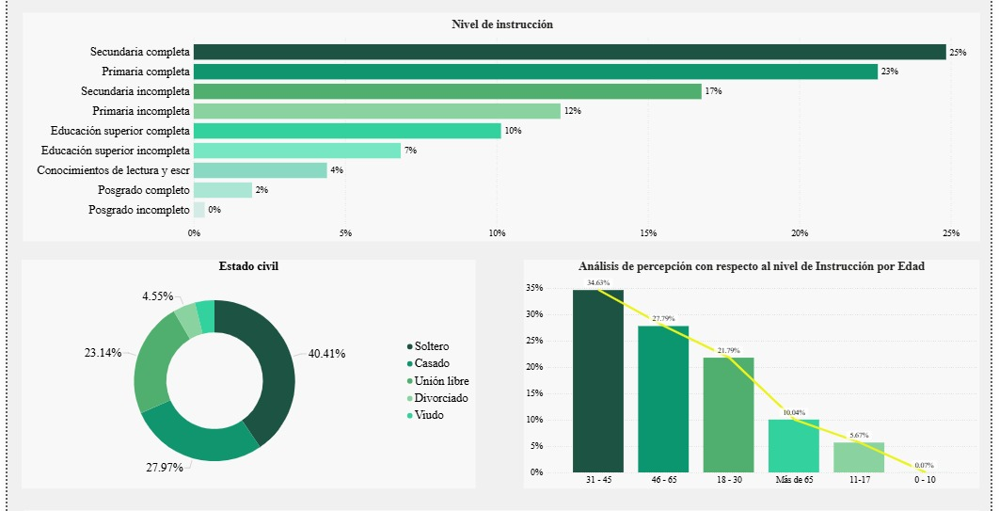 Nivel de instrucción
Secundaria completa 25%
Primaria completa 23%
Secundaria incompleta 17%
Primaria incompleta 12%
Educación superior completa 10%
Educación superior incompleta 7%
Conocimientos de lectura y escr 4%
Posgrado completo 2%
Posgrado incompleto 0%
0% 5% 10% 15% 20% 25%
Estado civil
4.55%
23.14%
40.41%
27.97%
Soltero
Casado
Unión libre
Divorciado
Viudo
Análisis de percepción con respecto al nivel de Instrucción por Edad
35%
30%
25%
20%
15%
10%
5%
0%
34.63%
27.79%
21.79%
10.04%
5.67%
0.07%
31 - 45 46 - 65 18 - 30 Más de 65 11-17 0 - 10